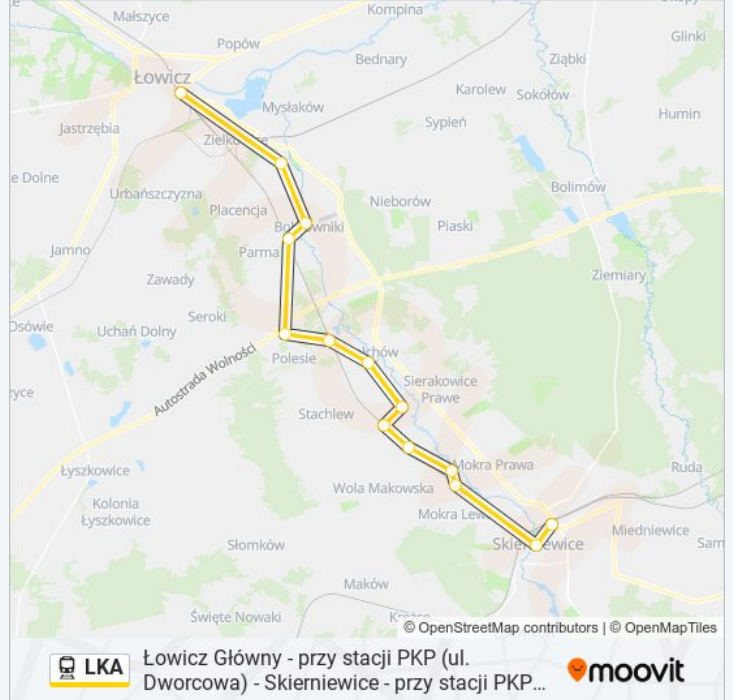 Małszyce
Kompina
Popów
Glinki
Łowicz
Bednary
Ziąbki
Karolew
Sokołów
Mysłaków
Humin
Sypień
Jastrzębia
e Dolne
Bolimów
Urbańszczyzna
Nieborów
Placencja
Piaski
Jamno
Parma
Ziemiary
Zawady
Seroki
Osówie
Uchań Dolny
Polesie
Autostrada Wolności
Sierakowice
Prawe
Stachlew
Mokra Prawa
Ruda
Łyszkowice
Wola Makowska
Kolonia
Łyszkowice
Miedniewice
Sam
Słomków
Maków
Święte Nowaki
© OpenStreetMap contributors | © OpenMapTiles
LKA
Łowicz Główny - przy stacji PKP (ul.
Dworcowa) - Skierniewice - przy stacji PKP...
moovit